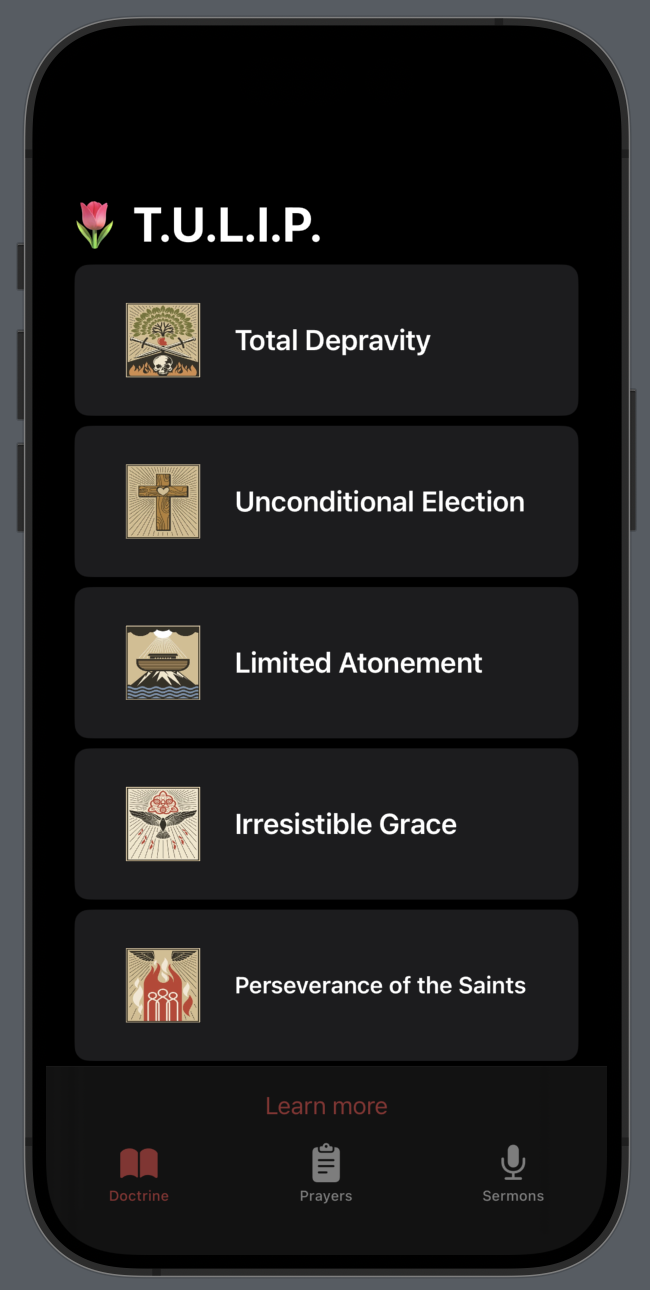 T.U.L.I.P.
Total Depravity
Unconditional Election
Limited Atonement
Irresistible Grace
Perseverance of the Saints
Learn more
Doctrine
Prayers
Sermons